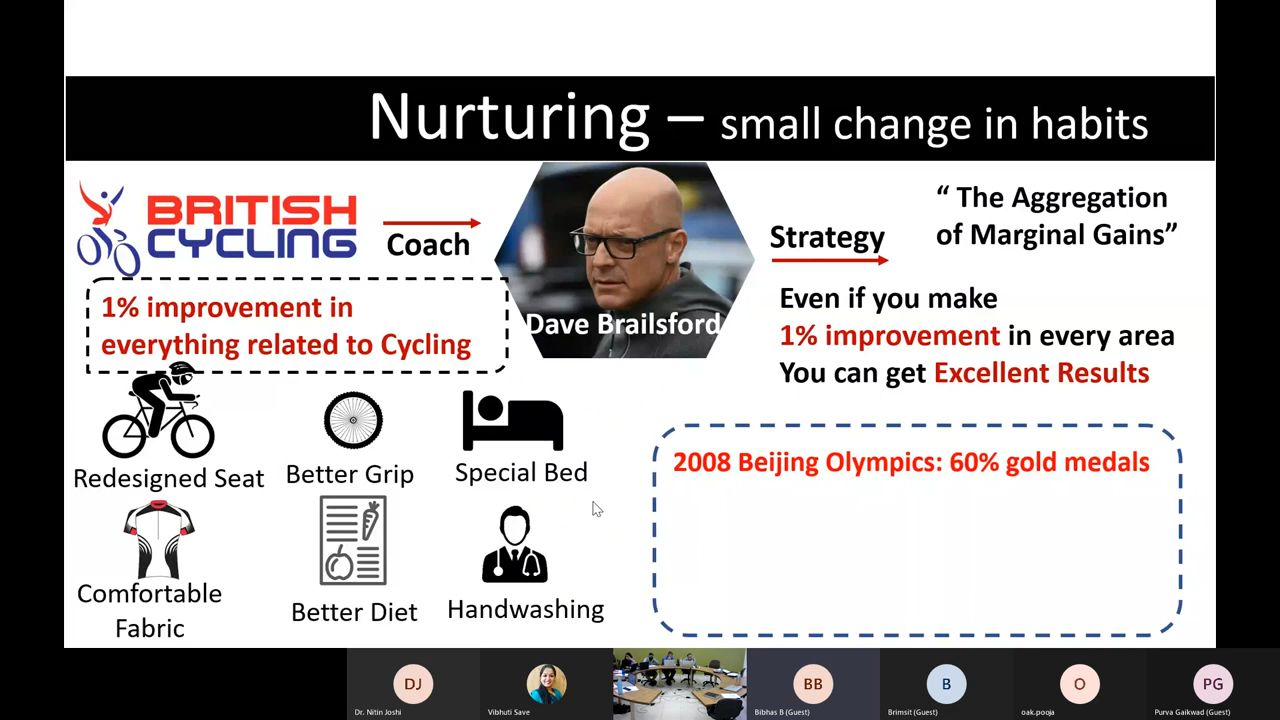 Nurturing – small change in habits
BRITISH
CYCLING
Coach
Dave Brailsford
Strategy
“ The Aggregation
of Marginal Gains”
1% improvement in
everything related to Cycling
Even if you make
1% improvement in every area
You can get Excellent Results
Redesigned Seat
Better Grip
Special Bed
Comfortable
Fabric
Better Diet
Handwashing
2008 Beijing Olympics: 60% gold medals
DJ
Dr. Nitin Joshi
Vibhuti Save
BB
Bibhas B (Guest)
B
Brimsit (Guest)
O
oak.pooja
PG
Purva Gaikwad (Guest)